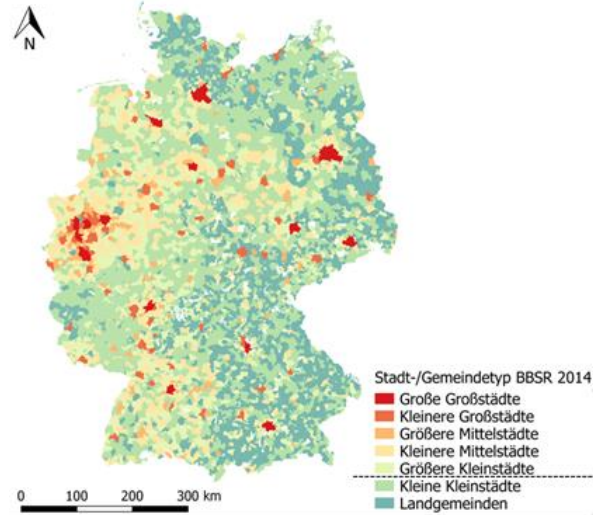 N
Stadt-/Gemeindetyp BBSR 2014
Große Großstädte
Kleinere Großstädte
Größere Mittelstädte
Kleinere Mittelstädte
Größere Kleinstädte
Kleine Kleinstädte
Landgemeinden
0 100 200 300 km